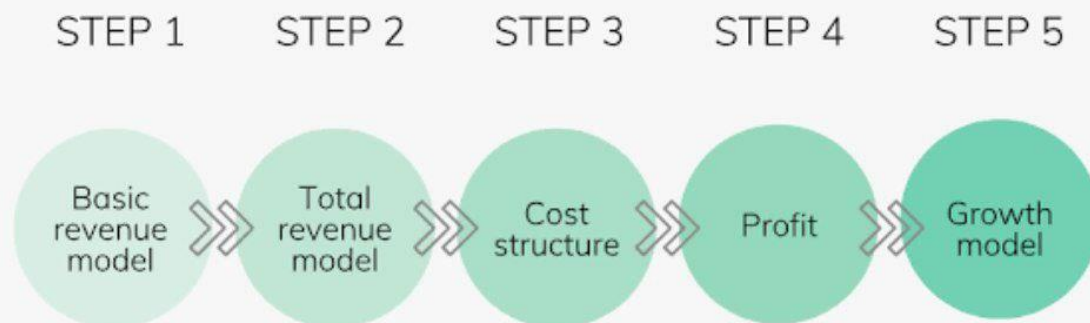 STEP 1
STEP 2
STEP 3
STEP 4
STEP 5
Basic
revenue
model
Total
revenue
model
Cost
structure
Profit
Growth
model